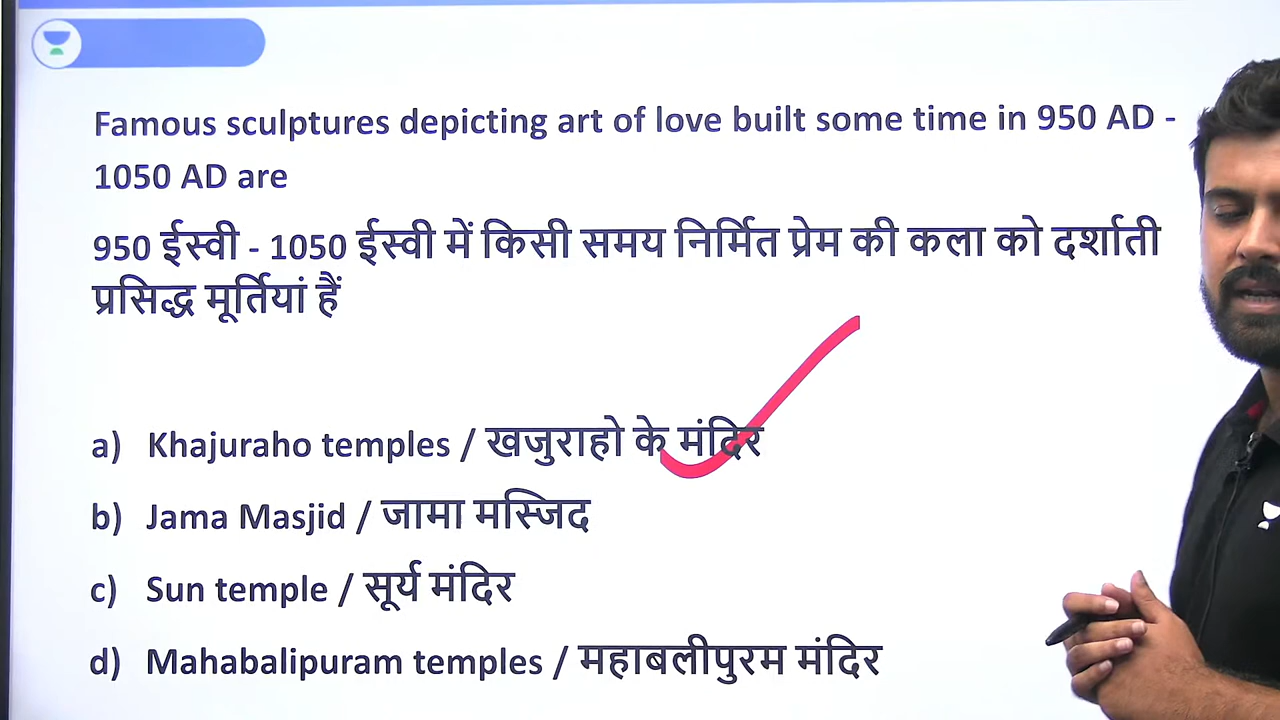 Famous sculptures depicting art of love built some time in 950 AD -
1050 AD are
950 ईस्वी - 1050 ईस्वी में किसी समय निर्मित प्रेम की कला को दर्शाती
प्रसिद्ध मूर्तियां हैं
a) Khajuraho temples / खजुराहो के मंदिर
b) Jama Masjid / जामा मस्जिद
c) Sun temple / सूर्य मंदिर
d) Mahabalipuram temples / महाबलीपुरम मंदिर